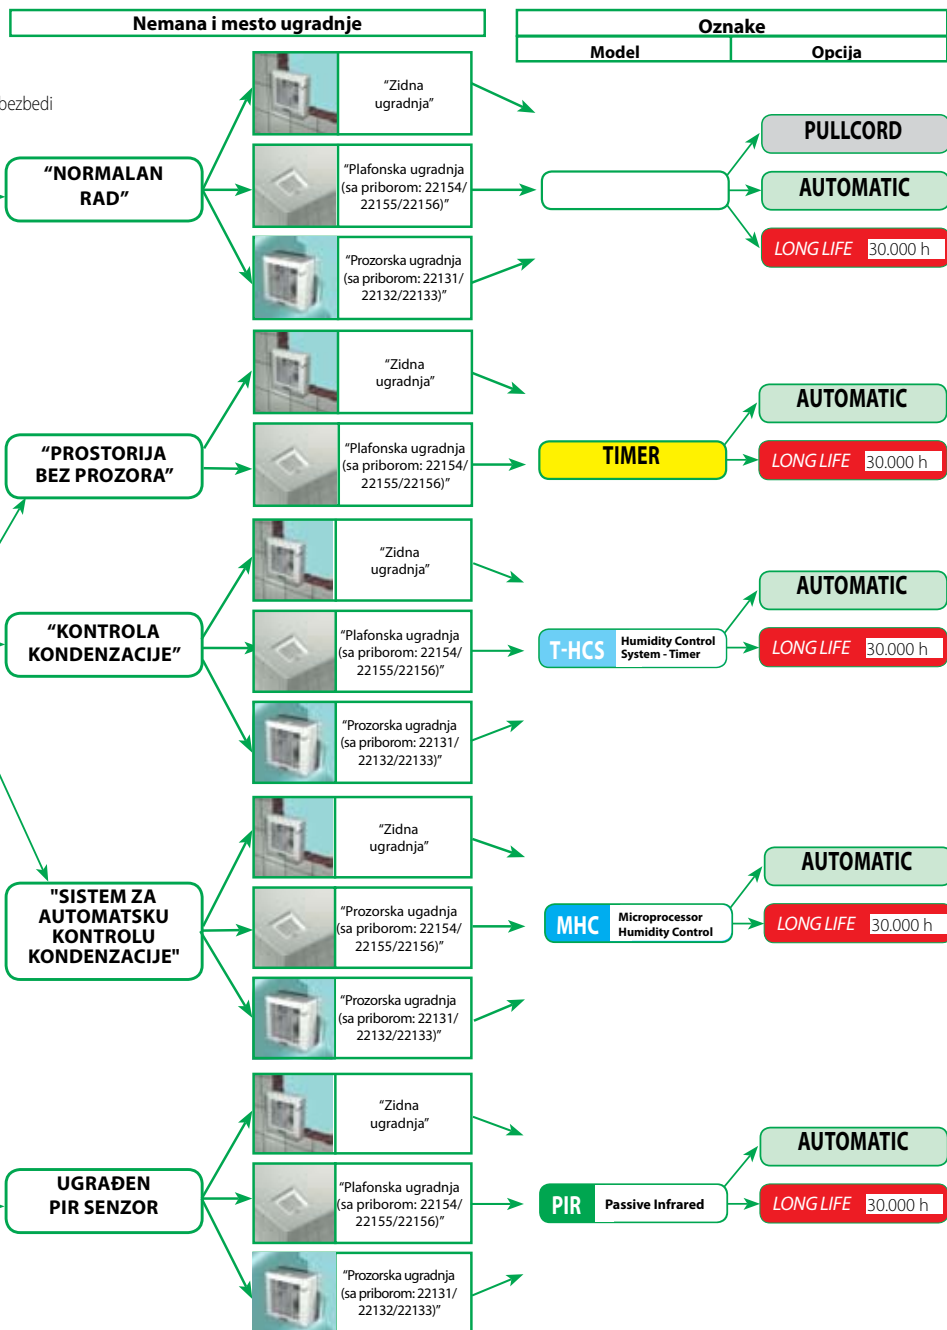 Nemana i mesto ugradnje
Oznake
Model
Opcija
bezbedi
“NORMALAN
RAD”
“Zidna
ugradnja”
“Plafonska ugradnja
(sa priborom: 22154/
22155/22156)”
“Prozorska ugradnja
(sa priborom: 22131/
22132/22133)”
PULLCORD
AUTOMATIC
LONG LIFE 30.000 h
“PROSTORIJA
BEZ PROZORA”
“Zidna
ugradnja”
“Plafonska ugradnja
(sa priborom: 22154/
22155/22156)”
TIMER
AUTOMATIC
LONG LIFE 30.000 h
“KONTROLA
KONDENZACIJE”
“Zidna
ugradnja”
“Plafonska ugradnja
(sa priborom: 22154/
22155/22156)”
“Prozorska ugradnja
(sa priborom: 22131/
22132/22133)”
T-HCS Humidity Control
System - Timer
AUTOMATIC
LONG LIFE 30.000 h
"SISTEM ZA
AUTOMATSKU
KONTROLU
KONDENZACIJE"
“Zidna
ugradnja”
“Prozorska ugadnja
(sa priborom: 22154/
22155/22156)”
“Prozorska ugradnja
(sa priborom: 22131/
22132/22133)”
MHC Microprocessor
Humidity Control
AUTOMATIC
LONG LIFE 30.000 h
UGRAĐEN
PIR SENZOR
“Zidna
ugradnja”
“Plafonska ugradnja
(sa priborom: 22154/
22155/22156)”
“Prozorska ugradnja
(sa priborom: 22131/
22132/22133)”
PIR Passive Infrared
AUTOMATIC
LONG LIFE 30.000 h